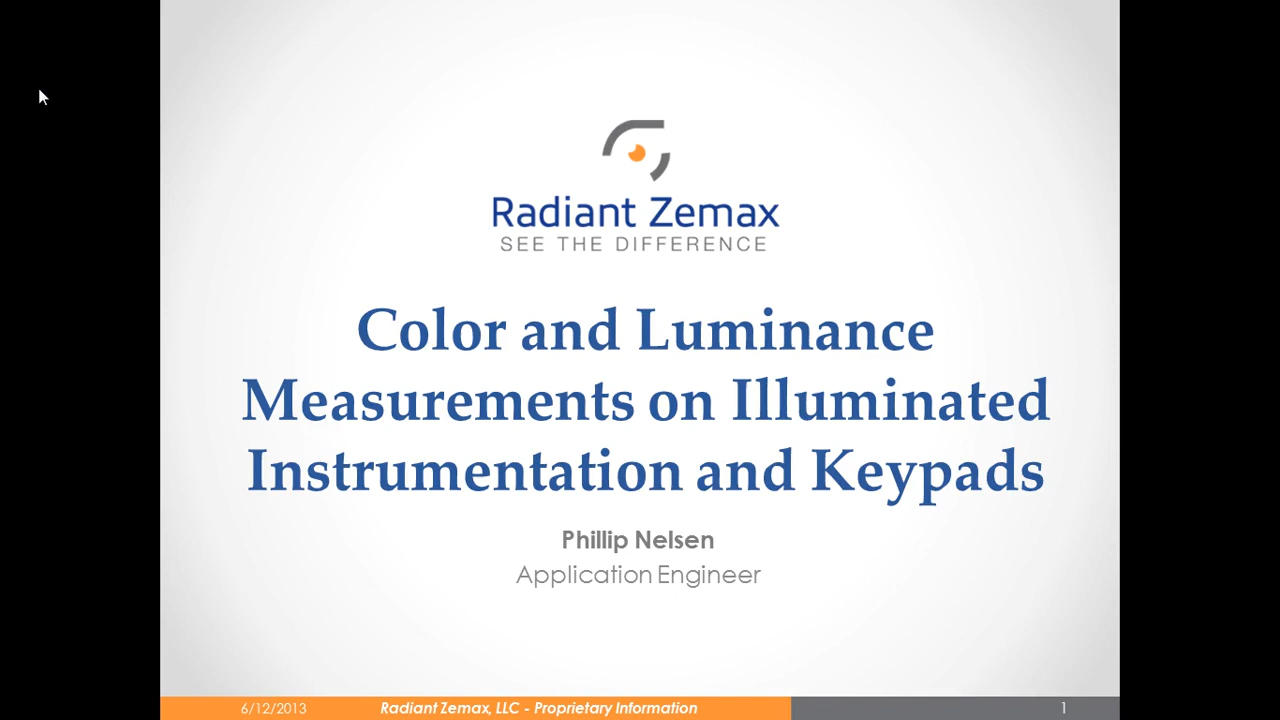 Radiant Zemax
SEE THE DIFFERENCE
Color and Luminance
Measurements on Illuminated
Instrumentation and Keypads
Phillip Nelsen
Application Engineer
6/12/2013
Radiant Zemax, LLC - Proprietary Information
1